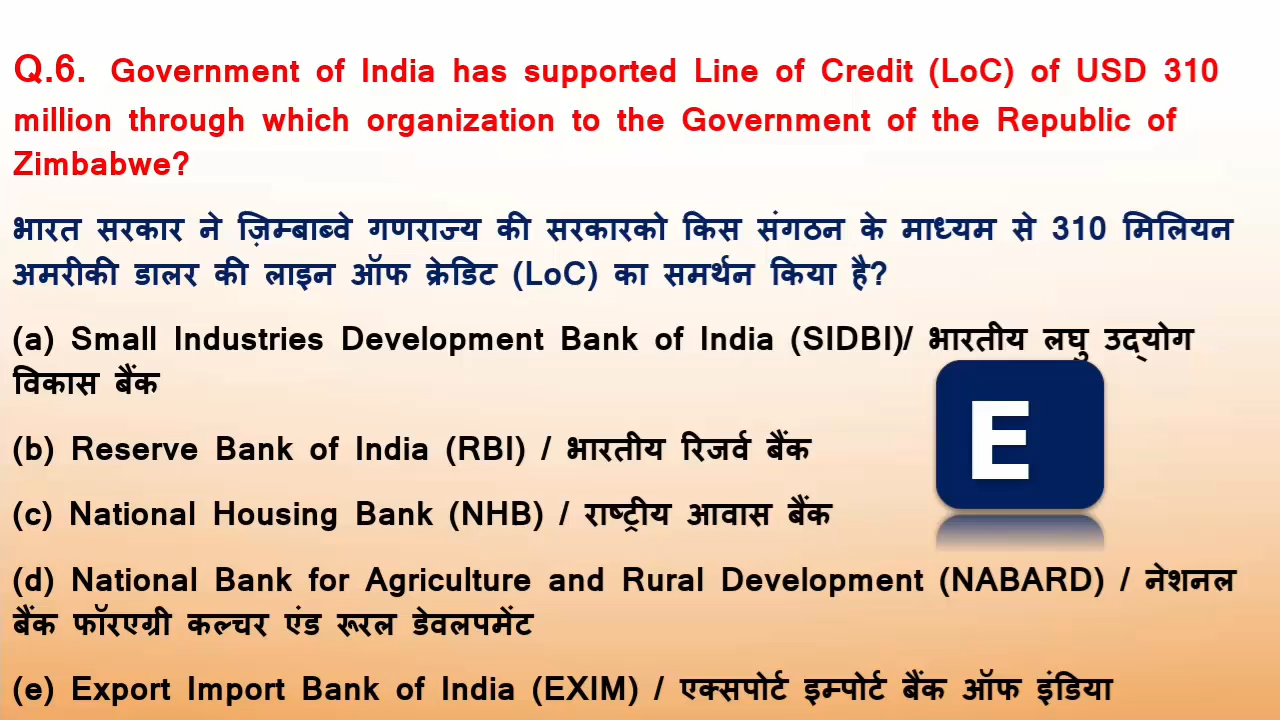 Q.6. Government of India has supported Line of Credit (LoC) of USD 310
million through which organization to the Government of the Republic of
Zimbabwe?
भारत सरकार ने ज़िम्बाब्वे गणराज्य की सरकारको किस संगठन के माध्यम से 310 मिलियन
अमरीकी डालर की लाइन ऑफ क्रेडिट (LoC) का समर्थन किया है?
(a) Small Industries Development Bank of India (SIDBI)/ भारतीय लघु उद्योग
विकास बैंक
(b) Reserve Bank of India (RBI) / भारतीय रिजर्व बैंक
(c) National Housing Bank (NHB) / राष्ट्रीय आवास बैंक
(d) National Bank for Agriculture and Rural Development (NABARD) / नेशनल
बैंक फॉरएग्री कल्चर एंड रूरल डेवलपमेंट
(e) Export Import Bank of India (EXIM) / एक्सपोर्ट इम्पोर्ट बैंक ऑफ इंडिया
E